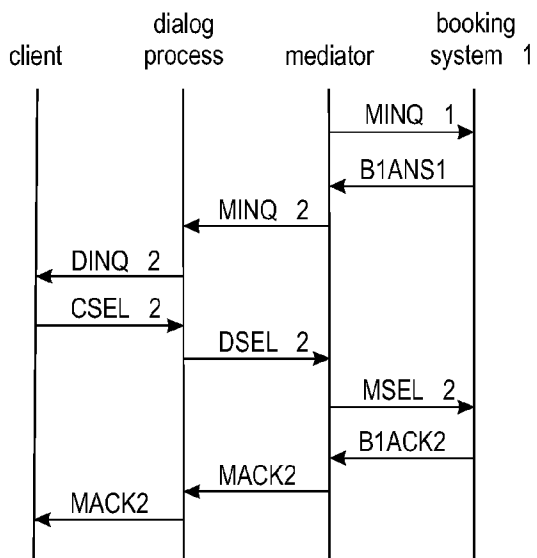 client
dialog
process
mediator
booking
system 1
MINQ 1
B1ANS1
MINQ 2
DINQ 2
CSEL 2
DSEL 2
MSEL 2
B1ACK2
MACK2
MACK2